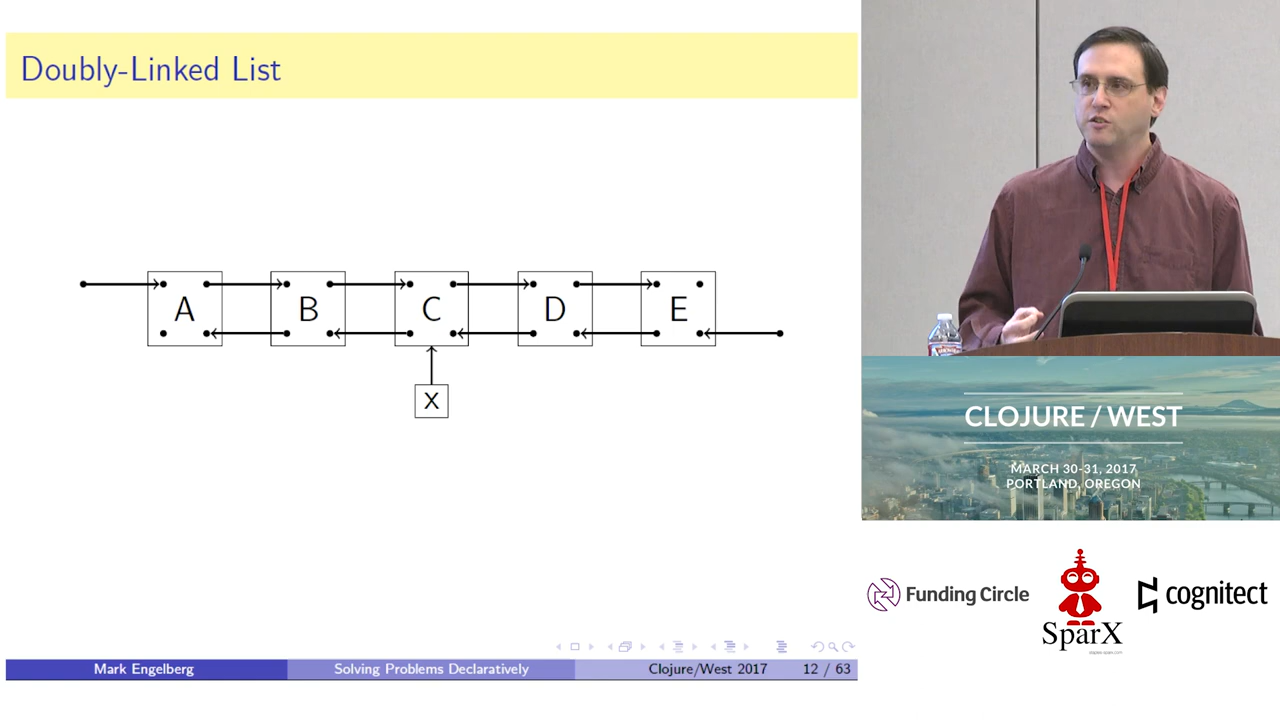 Doubly-Linked List
A B C D E
X
Mark Engelberg Solving Problems Declaratively Clojure/West 2017 12 / 63
CLOJURE / WEST
MARCH 30-31, 2017
PORTLAND, OREGON
Funding Circle
SparX
cognitect